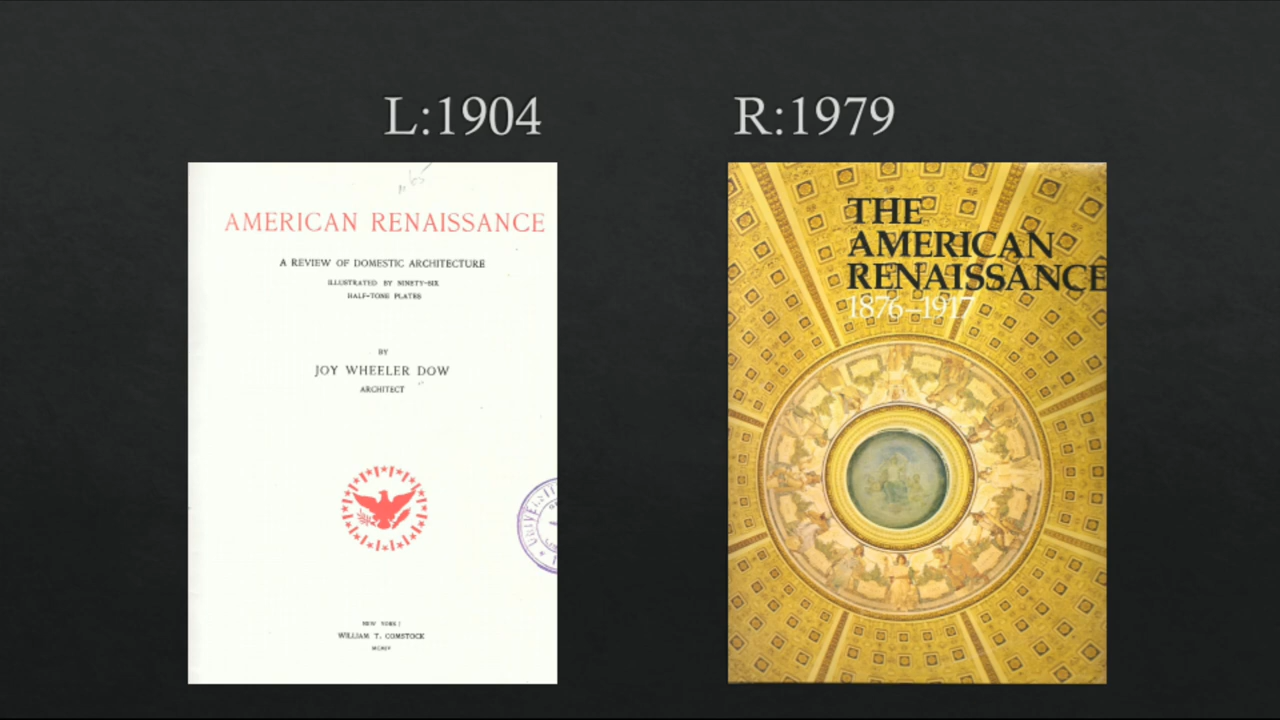 L:1904
R:1979
AMERICAN RENAISSANCE
A REVIEW OF DOMESTIC ARCHITECTURE
ILLUSTRATED BY NINETY-SIX
HALF-TONE PLATES
BY
JOY WHEELER DOW
ARCHITECT
NEW YORK:
WILLIAM T. COMSTOCK
MCMIV
THE
AMERICAN
RENAISSANCE
1876–1917